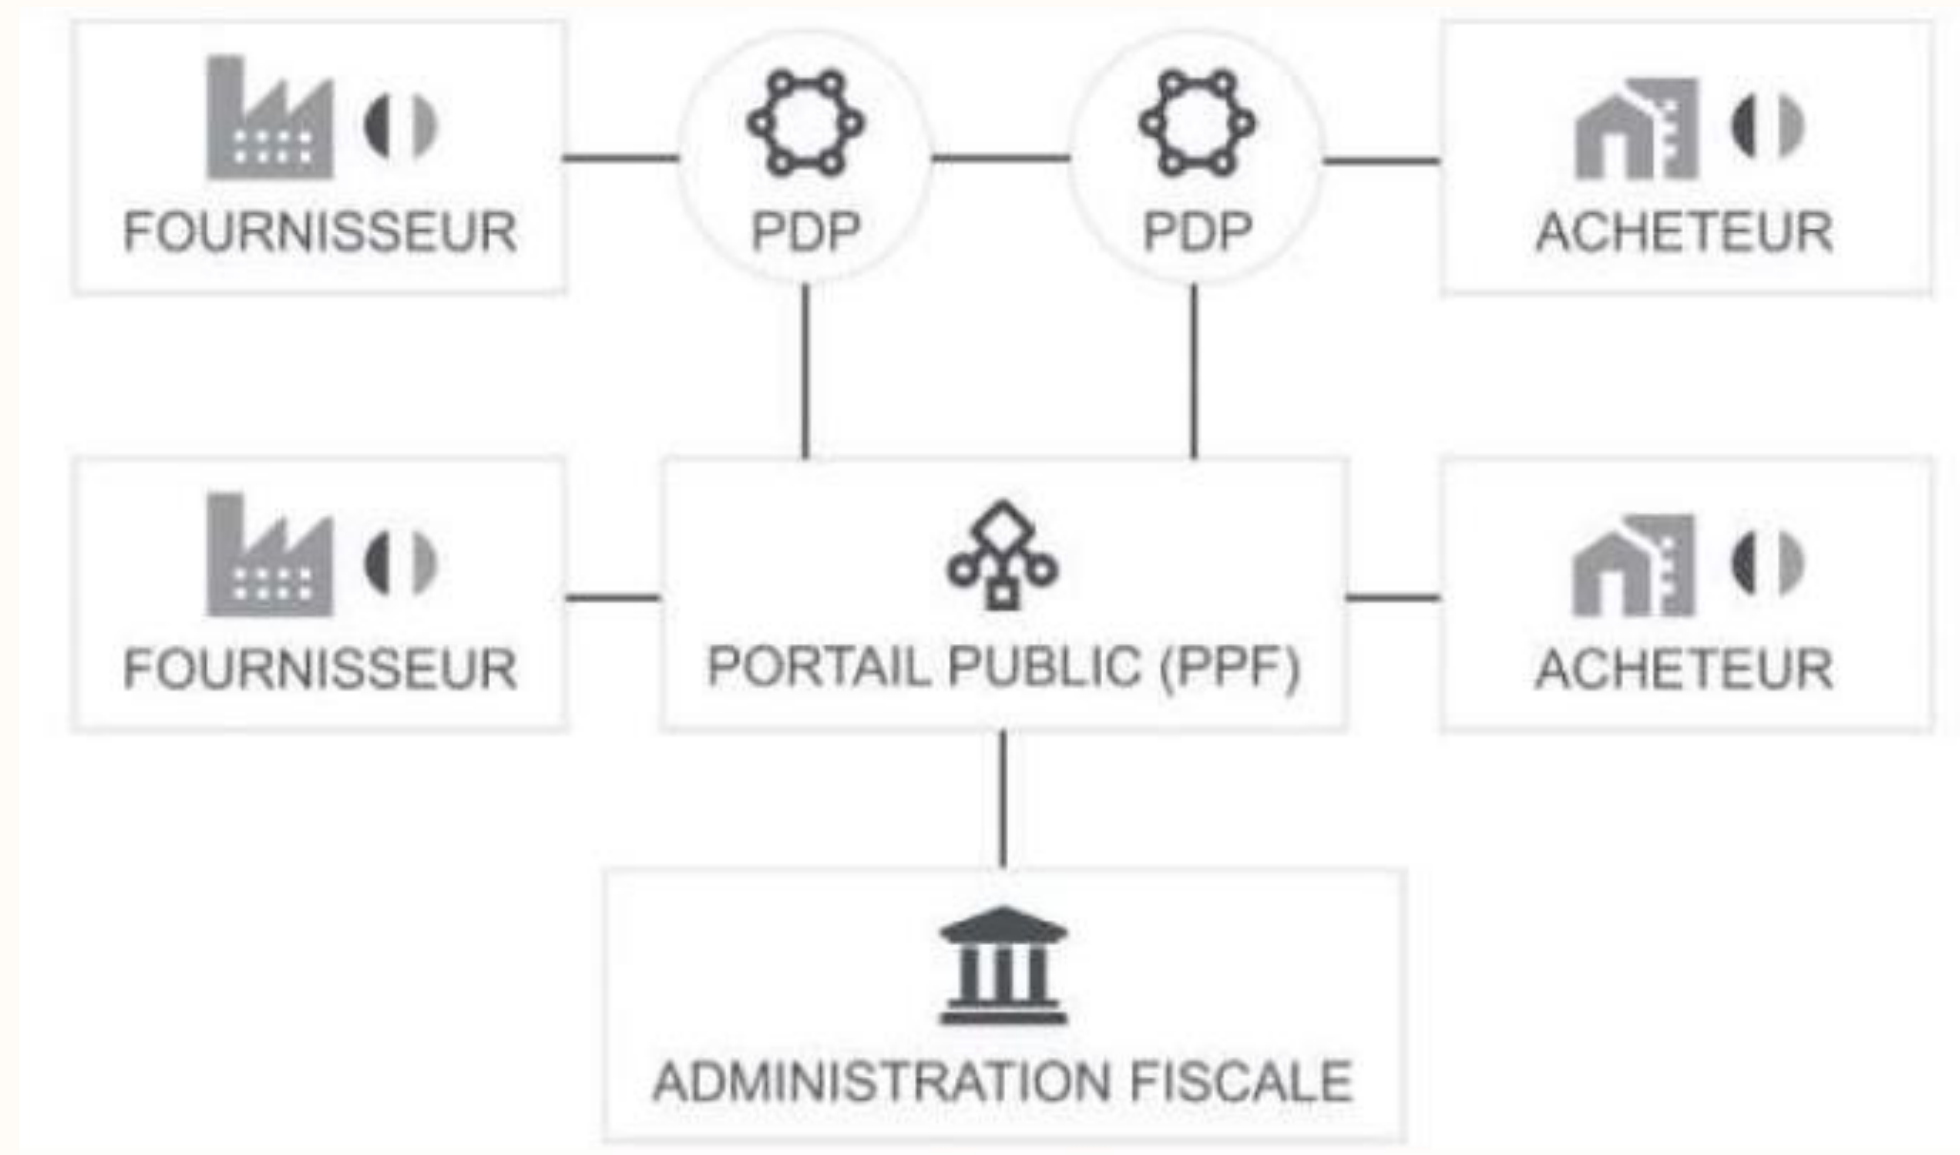 FOURNISSEUR
PDP
PDP
ACHETEUR
FOURNISSEUR
PORTAIL PUBLIC (PPF)
ACHETEUR
ADMINISTRATION FISCALE